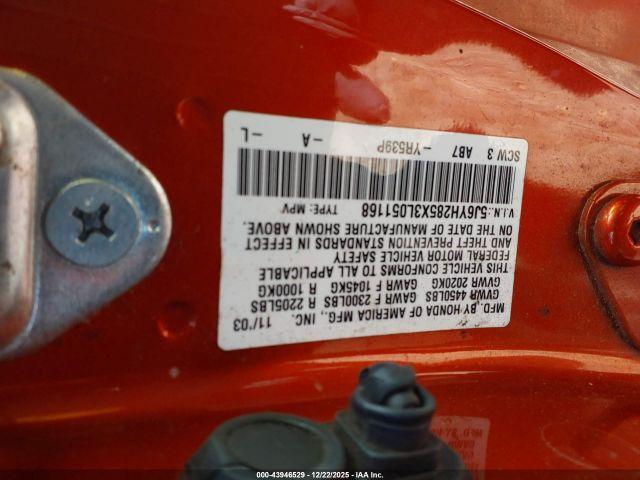 MFD. BY HONDA OF AMERICA MFG., INC. 11/'03
GVWR 4450LBS GAWR F 2300LBS R 2205LBS
GVWR 2020KG GAWR F 1045KG R 1000KG
THIS VEHICLE CONFORMS TO ALL APPLICABLE
FEDERAL MOTOR VEHICLE SAFETY
AND THEFT PREVENTION STANDARDS IN EFFECT
ON THE DATE OF MANUFACTURE SHOWN ABOVE.
V.I.N.:5J6YH285X3L051168 TYPE: MPV
SCW 3 AB7 -YR539P -A -L
000-43946529 - 12/22/2025 - IAA Inc.